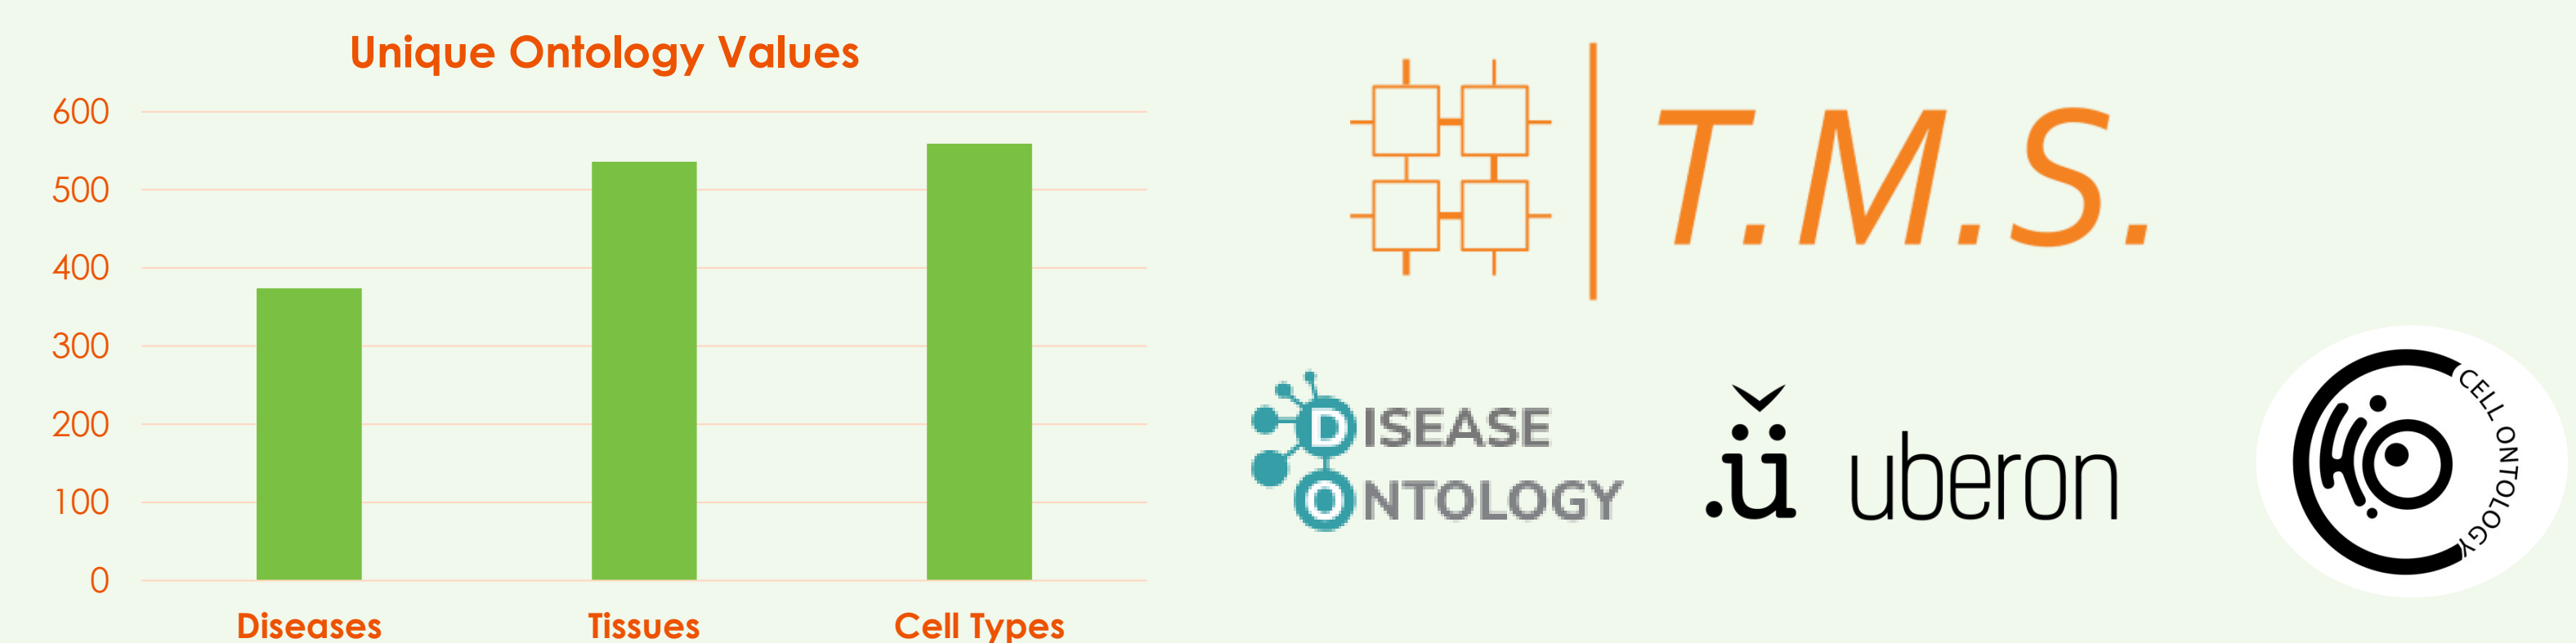 Unique Ontology Values
600
500
400
300
200
100
0
Diseases
Tissues
Cell Types
T.M.S.
DISEASE
ONTOLOGY
.ü uberon
CELL ONTOLOGY